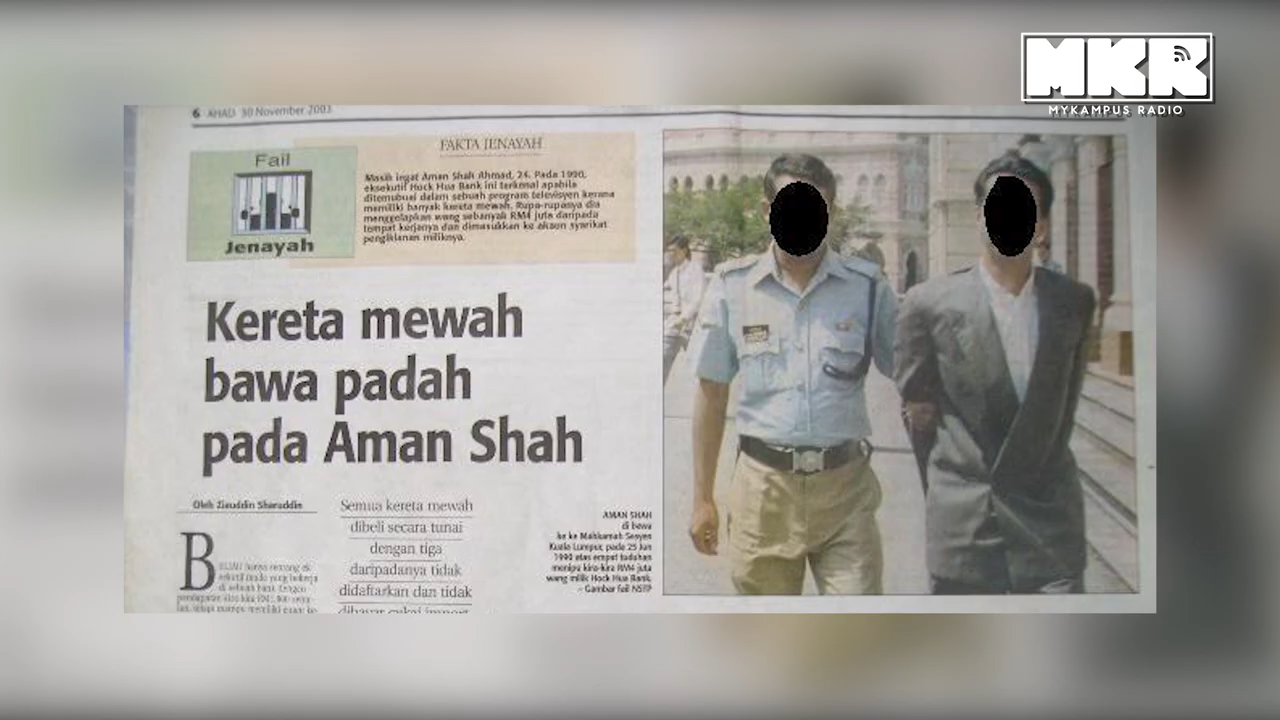 MKR
MYKAMPUS RADIO
6 AHAD 30 November 2003
Fail
Jenayah
FAKTA JENAYAH
Masih ingat Aman Shah Ahmad, 24. Pada 1990,
eksekutif Hock Hua Bank ini terkenal apabila
ditemubual dalam sebuah program televisyen kerana
memiliki banyak kereta mewah. Rupa-rupanya dia
menggelapkan wang sebanyak RM4 juta daripada
tempat kerjanya dan dimasukkan ke akaun syarikat
pengiklanan miliknya.
Kereta mewah
bawa padah
pada Aman Shah
Oleh Ziauddin Sharuddin
Semua kereta mewah
dibeli secara tunai
dengan tiga
daripadanya tidak
didaftarkan dan tidak
dibayar cukai import
AMAN SHAH
di bawa
ke ke Mahkamah Sesyen
Kuala Lumpur, pada 25 Jun
1990 atas empat tuduhan
menipu kira-kira RM4 juta
wang milik Hock Hua Bank.
– Gambar fail NSTP
B